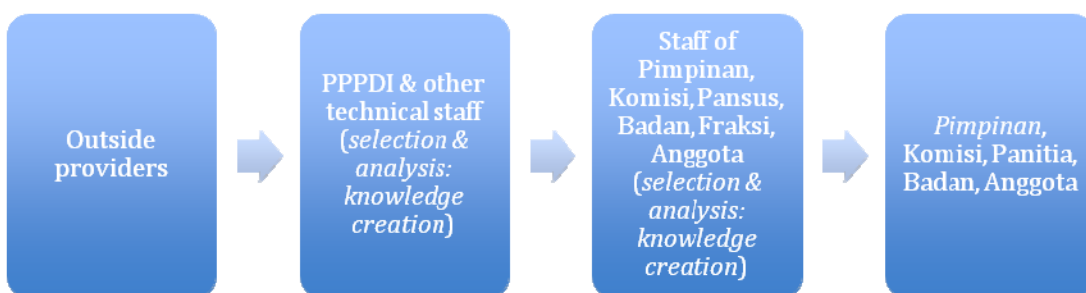 Outside
providers
PPPDI & other
technical staff
(selection &
analysis:
knowledge
creation)
Staff of
Pimpinan,
Komisi, Pansus,
Badan, Fraksi,
Anggota
(selection &
analysis:
knowledge
creation)
Pimpinan,
Komisi, Panitia,
Badan, Anggota